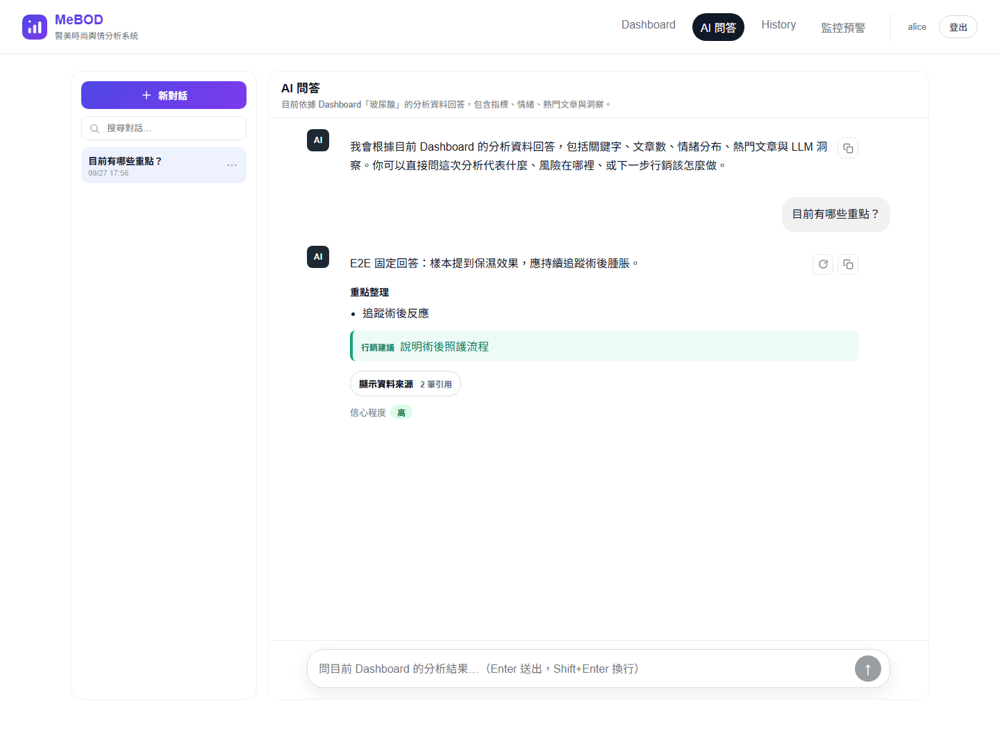 MeBOD
醫美時尚輿情分析系統
Dashboard
AI 問答
History
監控預警
alice
登出
新對話
搜尋對話...
目前有哪些重點？
09/27 17:56
AI 問答
目前依據 Dashboard「玻尿酸」的分析資料回答，包含指標、情緒、熱門文章與洞察。
AI
我會根據目前 Dashboard 的分析資料回答，包括關鍵字、文章數、情緒分布、熱門文章與 LLM 洞
察。你可以直接問這次分析代表什麼、風險在哪裡、或下一步行銷該怎麼做。
目前有哪些重點？
AI
E2E 固定回答：樣本提到保濕效果，應持續追蹤術後腫脹。
重點整理
• 追蹤術後反應
行銷建議 說明術後照護流程
顯示資料來源 2 筆引用
信心程度 高
問目前 Dashboard 的分析結果...（Enter 送出，Shift+Enter 換行）